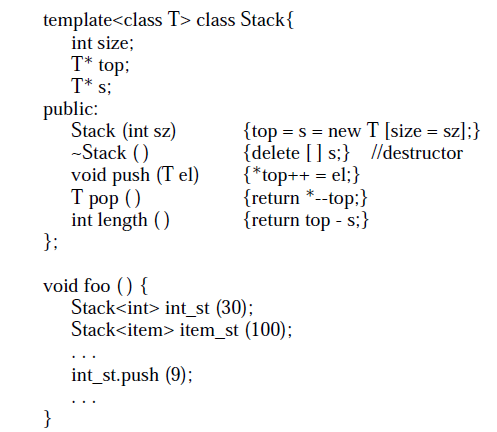 template<class T> class Stack{
int size;
T* top;
T* s;
public:
Stack (int sz) {top = s = new T [size = sz];}
~Stack ( ) {delete [ ] s;} //destructor
void push (T el) {*top++ = el;}
T pop ( ) {return *--top;}
int length ( ) {return top - s;}
};
void foo ( ) {
Stack<int> int_st (30);
Stack<item> item_st (100);
. . .
int_st.push (9);
. . .
}